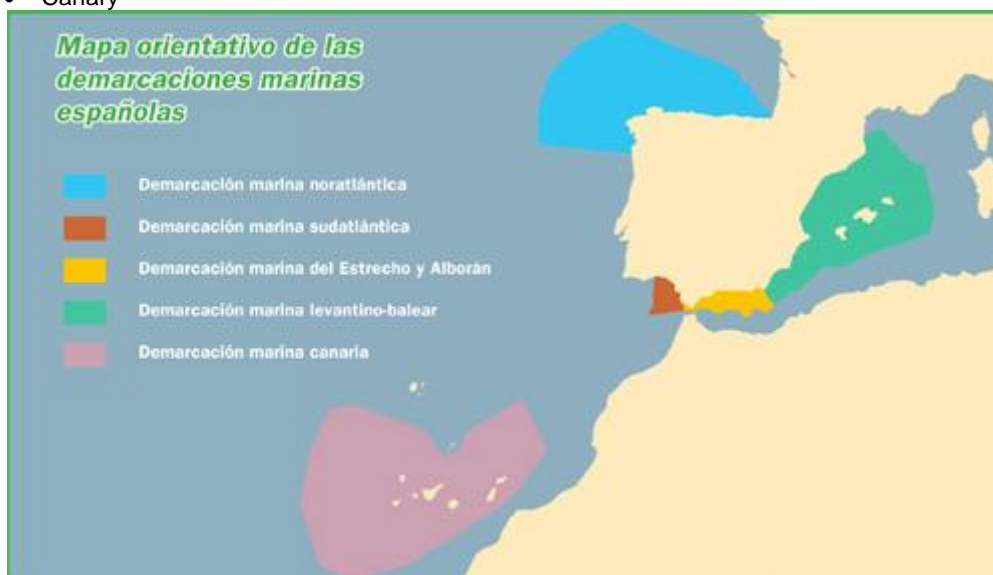 • Canary
Mapa orientativo de las
demarcaciones marinas
españolas
Demarcación marina noratlántica
Demarcación marina sudatlántica
Demarcación marina del Estrecho y Alborán
Demarcación marina levantino-balear
Demarcación marina canaria